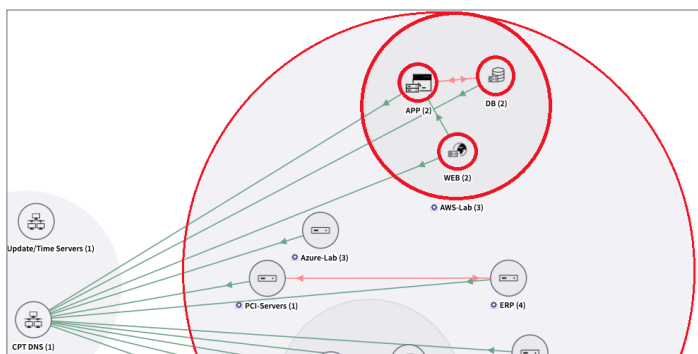 APP (2)
DB (2)
WEB (2)
AWS-Lab (3)
Update/Time Servers (1)
Azure-Lab (3)
PCI-Servers (1)
ERP (4)
CPT DNS (1)